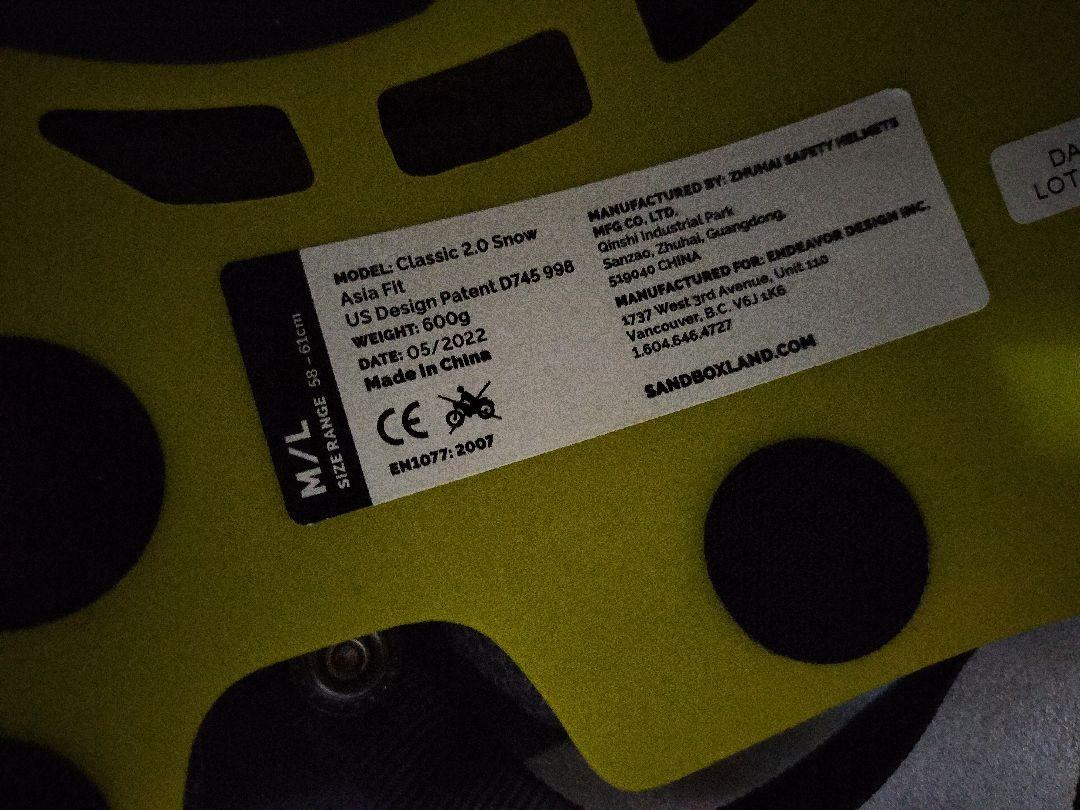 M/L
SIZE RANGE 58 – 61cm
MODEL: Classic 2.0 Snow
Asia Fit
US Design Patent D745 998
WEIGHT: 600g
DATE: 05/2022
Made in China
CE
EN1077: 2007
MANUFACTURED BY: ZHUHAI SAFETY HELMETS
MFG CO, LTD.
Qinshi Industrial Park
Sanzao, Zhuhai, Guangdong,
519040 CHINA
MANUFACTURED FOR: ENDEAVOR DESIGN INC.
1737 West 3rd Avenue, Unit 110
Vancouver, B.C. V6J 1K6
1.604.646.4727
SANDBOXLAND.COM
DA
LOT